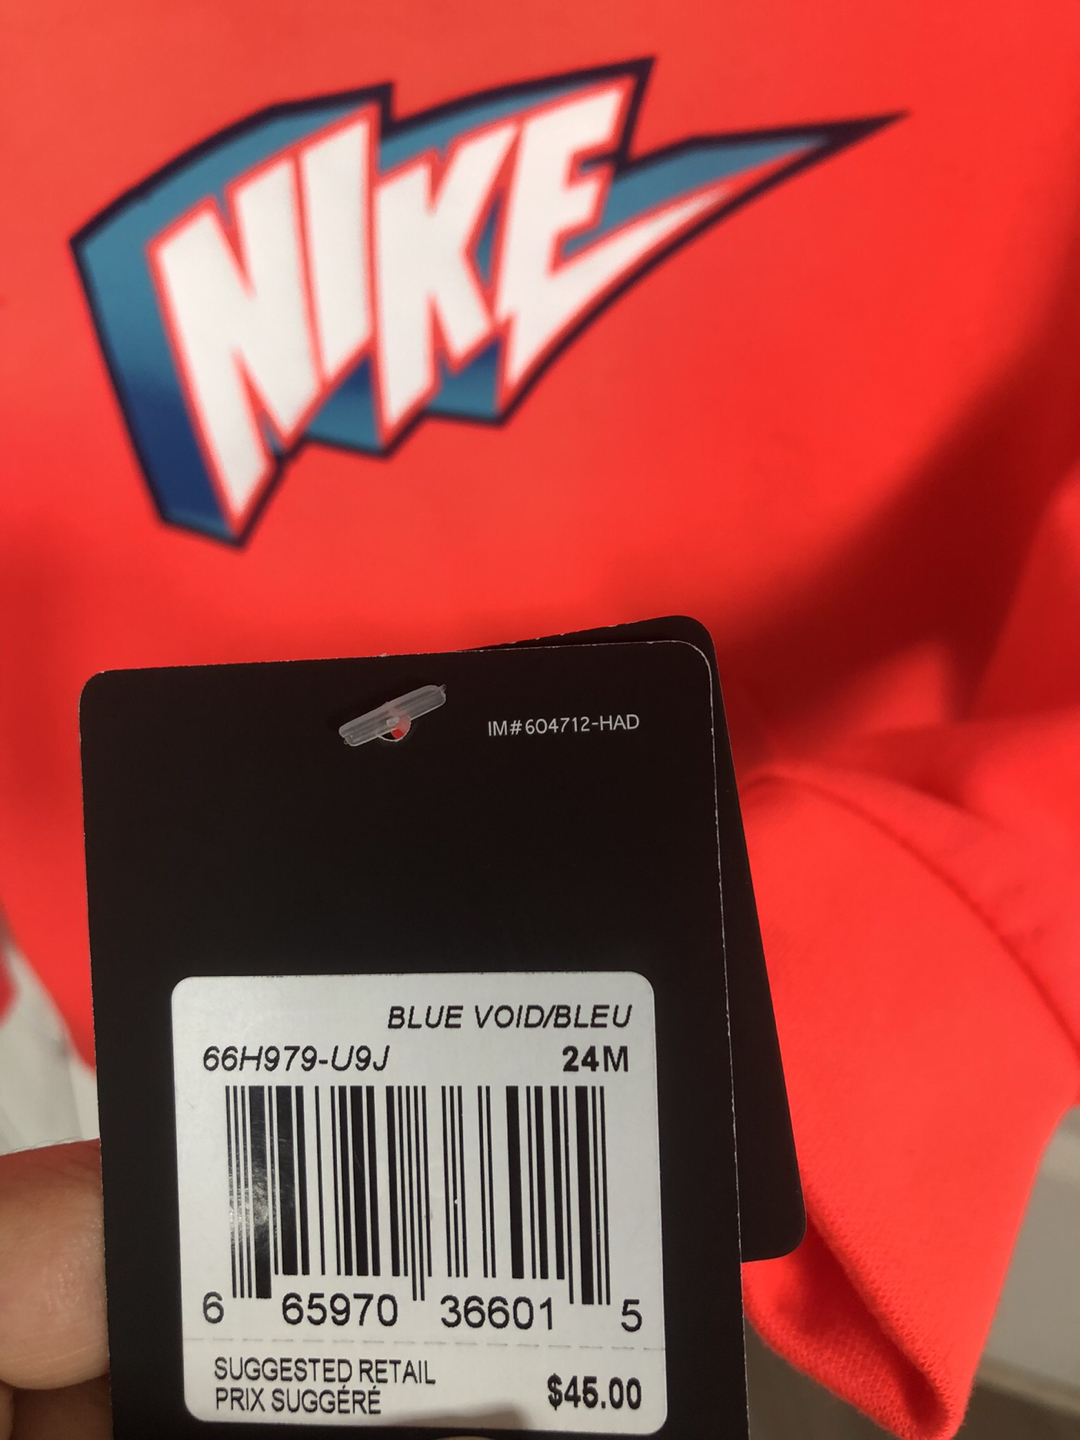 NIKE
IM#604712-HAD
BLUE VOID/BLEU
66H979-U9J 24M
6 65970 36601 5
SUGGESTED RETAIL
PRIX SUGGÉRÉ $45.00